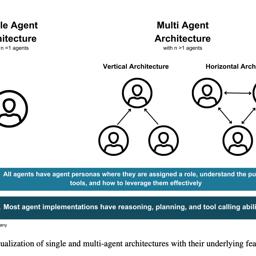 le Agent
hitecture
n =1 agents
Multi Agent
Architecture
with n >1 agents
Vertical Architecture
Horizontal Arch
All agents have agent personas where they are assigned a role, understand the pu
tools, and how to leverage them effectively
Most agent implementations have reasoning, planning, and tool calling abili
any
ualization of single and multi-agent architectures with their underlying fea